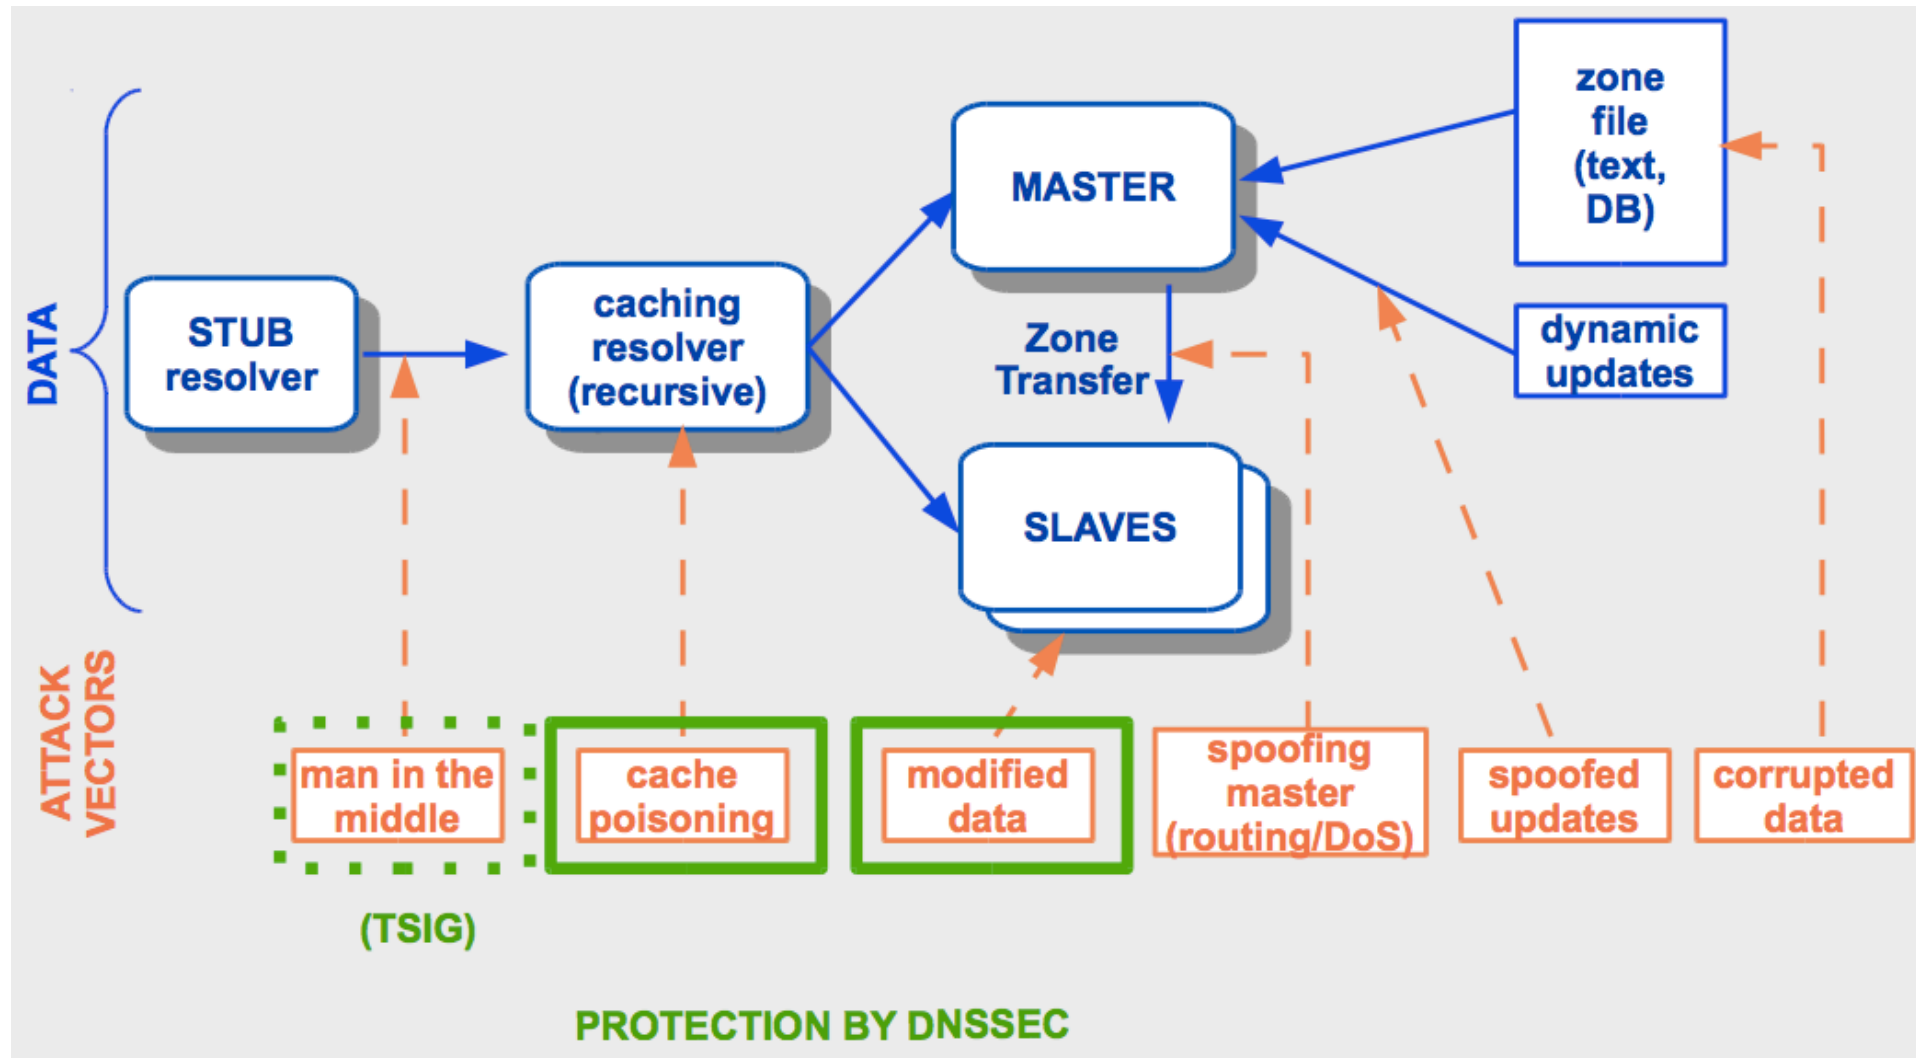 DATA
STUB
resolver
caching
resolver
(recursive)
MASTER
Zone
Transfer
SLAVES
zone
file
(text,
DB)
dynamic
updates
ATTACK
VECTORS
man in the
middle
cache
poisoning
modified
data
spoofing
master
(routing/DoS)
spoofed
updates
corrupted
data
(TSIG)
PROTECTION BY DNSSEC